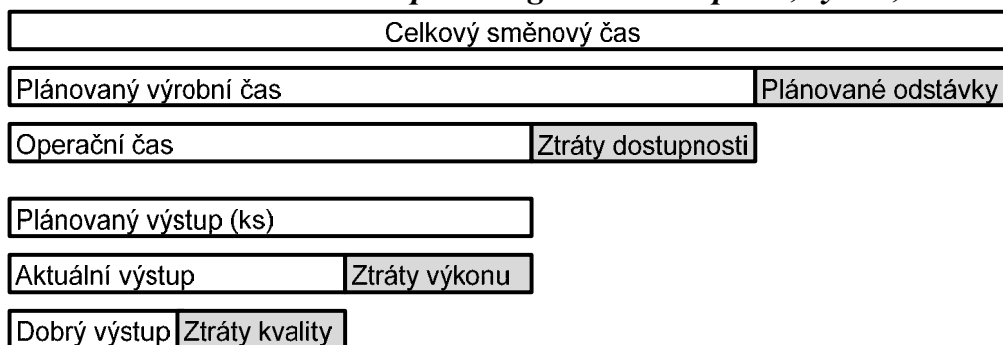 Celkový směnový čas
Plánovaný výrobní čas Plánované odstávky
Operační čas Ztráty dostupnosti
Plánovaný výstup (ks)
Aktuální výstup Ztráty výkonu
Dobrý výstup Ztráty kvality